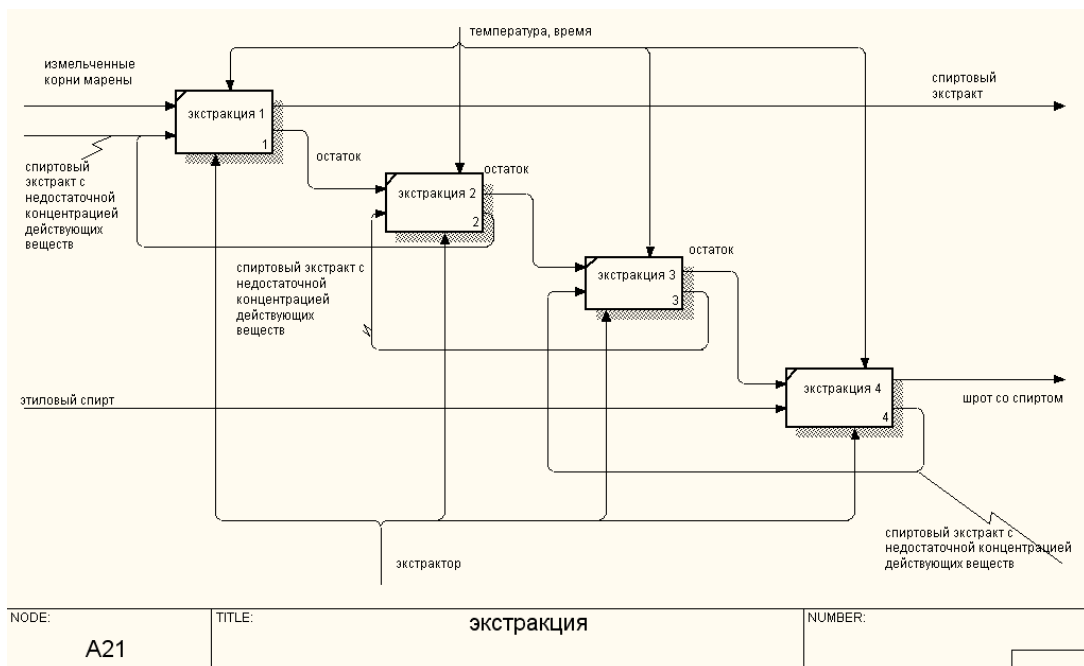 температура, время
измельченные
корни марены
спиртовый
экстракт
экстракция 1
1
остаток
спиртовый
экстракт с
недостаточной
концентрацией
действующих
веществ
остаток
экстракция 2
2
спиртовый экстракт с
недостаточной
концентрацией
действующих
веществ
остаток
экстракция 3
3
экстракция 4
4
этиловый спирт
шрот со спиртом
спиртовый экстракт с
недостаточной концентрацией
действующих веществ
экстрактор
NODE:
TITLE:
NUMBER:
A21
экстракция